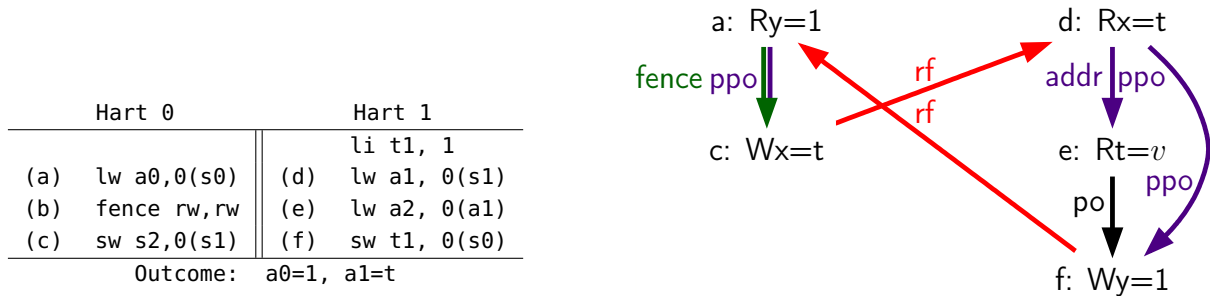 Hart 0 Hart 1
li t1, 1
(a) lw a0,0(s0) (d) lw a1, 0(s1)
(b) fence rw,rw (e) lw a2, 0(a1)
(c) sw s2,0(s1) (f) sw t1, 0(s0)
Outcome: a0=1, a1=t
a: Ry=1 d: Rx=t
fence ppo rf addr ppo
rf
c: Wx=t e: Rt=v
po ppo
f: Wy=1